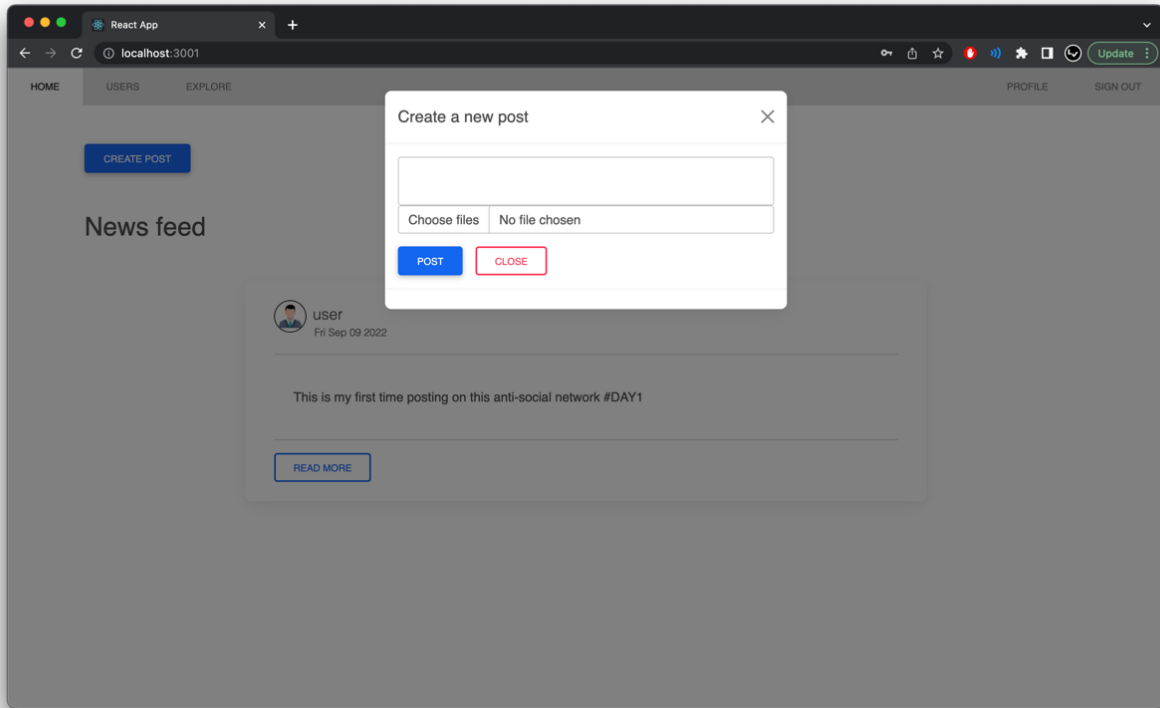 React App
localhost:3001
Update
HOME USERS EXPLORE PROFILE SIGN OUT
Create a new post
CREATE POST
Choose files No file chosen
News feed
POST CLOSE
user
Fri Sep 09 2022
This is my first time posting on this anti-social network #DAY1
READ MORE